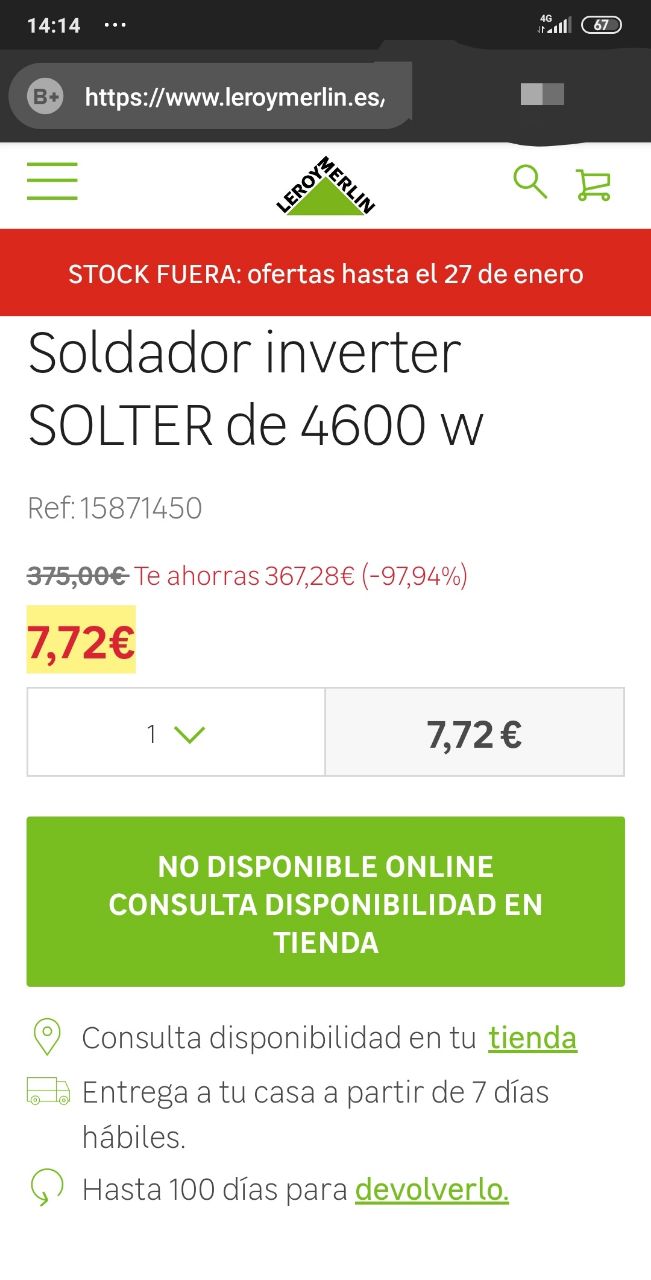 14:14 ...
4G
67
B+ https://www.leroymerlin.es/
LEROY MERLIN
STOCK FUERA: ofertas hasta el 27 de enero
Soldador inverter
SOLTER de 4600 w
Ref: 15871450
375,00€ Te ahorras 367,28€ (-97,94%)
7,72€
1 7,72 €
NO DISPONIBLE ONLINE
CONSULTA DISPONIBILIDAD EN
TIENDA
Consulta disponibilidad en tu tienda
Entrega a tu casa a partir de 7 días
hábiles.
Hasta 100 días para devolverlo.